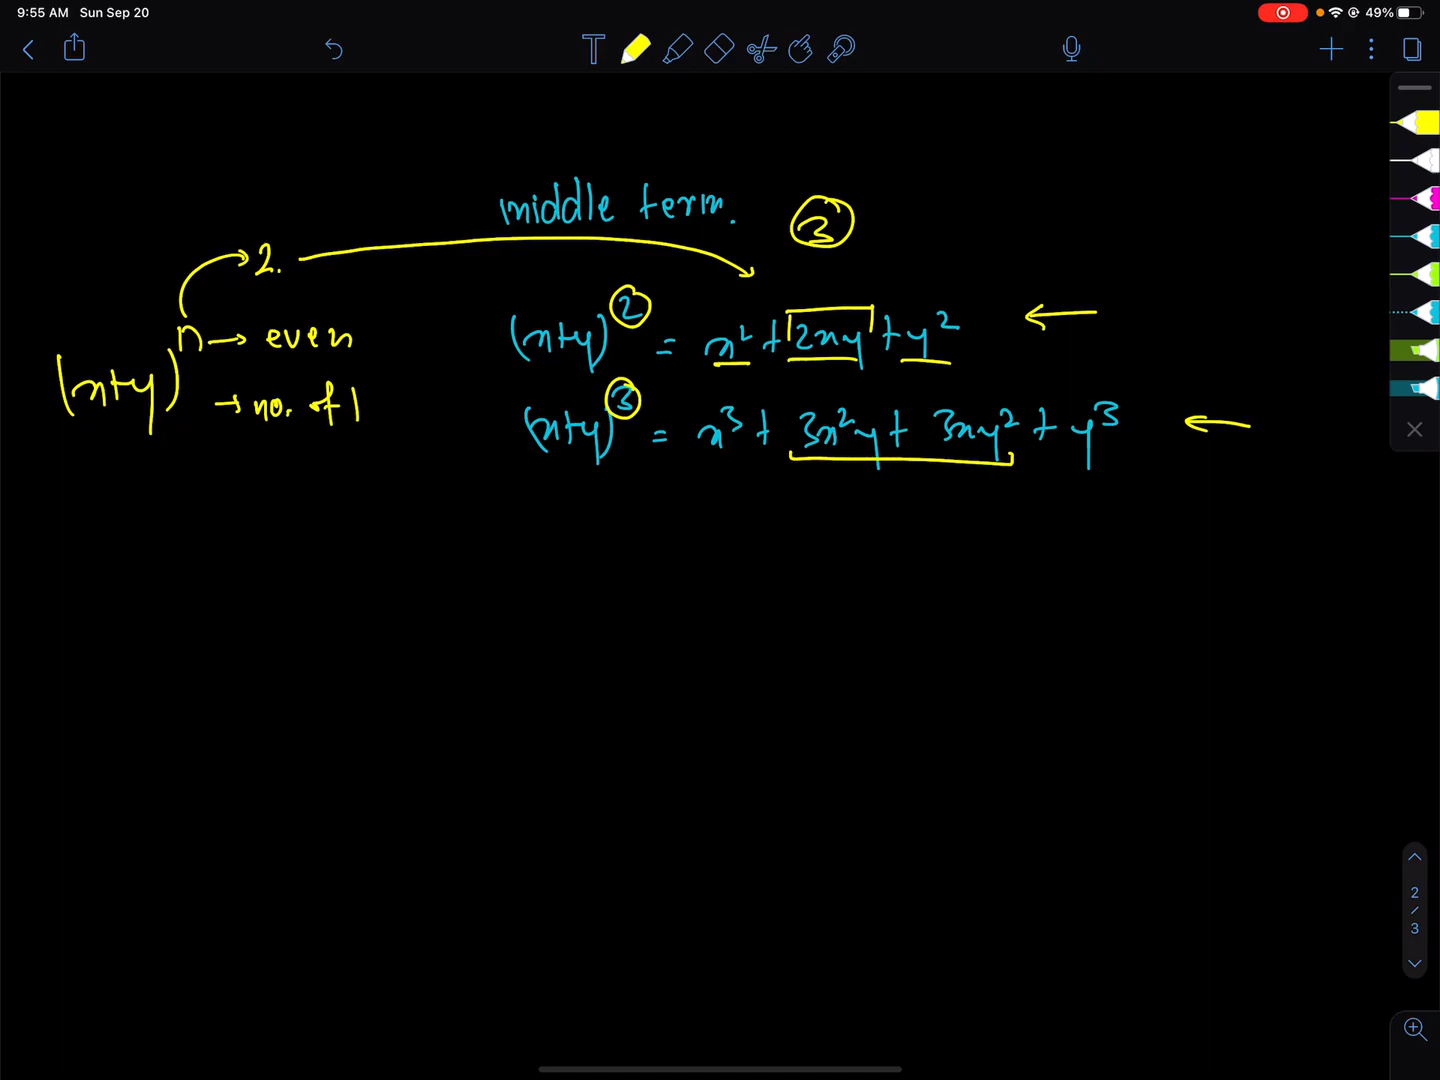 9:55 AM Sun Sep 20
49%
T
middle term.
3
2.
(x+y)^2 = x^2 + 2xy + y^2
n → even
(x+y)
→ no. of 1
(x+y)^3 = x^3 + 3x^2y + 3xy^2 + y^3
2
/
3